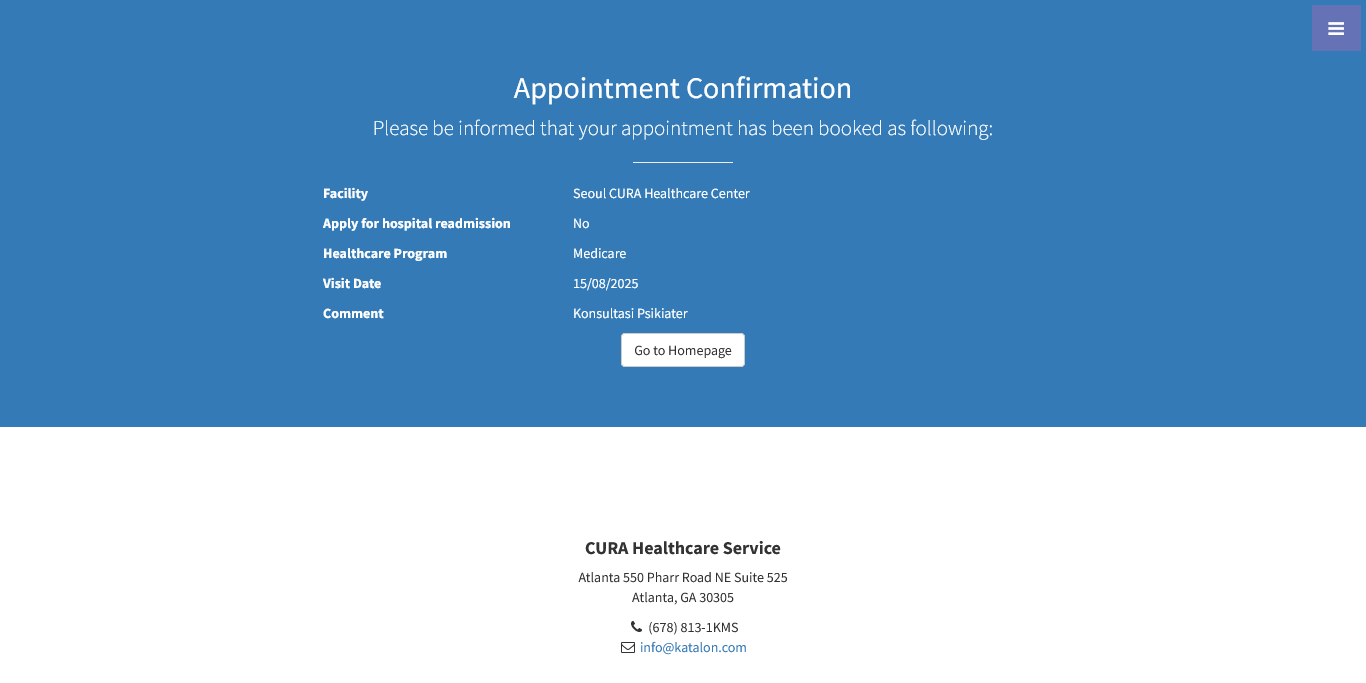 Appointment Confirmation
Please be informed that your appointment has been booked as following:
Facility Seoul CURA Healthcare Center
Apply for hospital readmission No
Healthcare Program Medicare
Visit Date 15/08/2025
Comment Konsultasi Psikiater
Go to Homepage
CURA Healthcare Service
Atlanta 550 Pharr Road NE Suite 525
Atlanta, GA 30305
(678) 813-1KMS
info@katalon.com